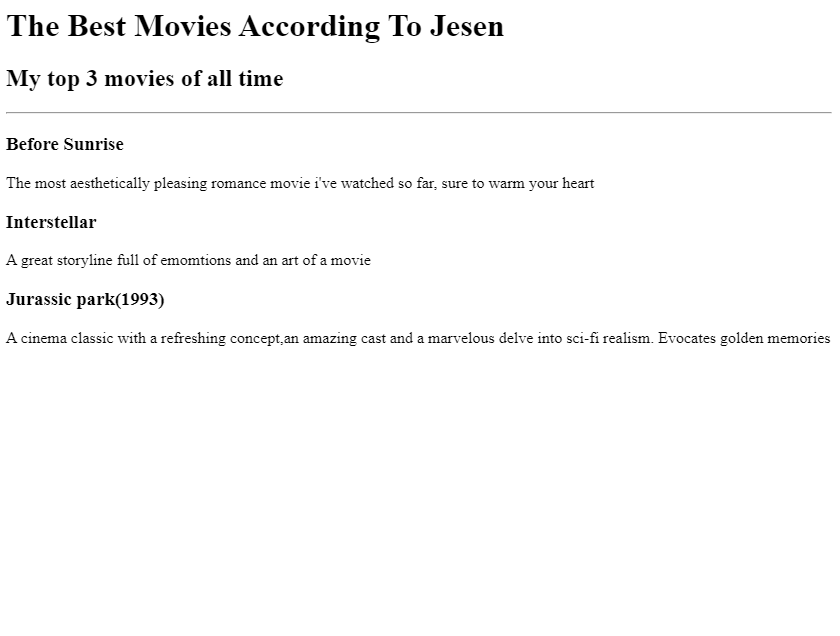 The Best Movies According To Jesen
My top 3 movies of all time
Before Sunrise
The most aesthetically pleasing romance movie i've watched so far, sure to warm your heart
Interstellar
A great storyline full of emomtions and an art of a movie
Jurassic park(1993)
A cinema classic with a refreshing concept,an amazing cast and a marvelous delve into sci-fi realism. Evocates golden memories